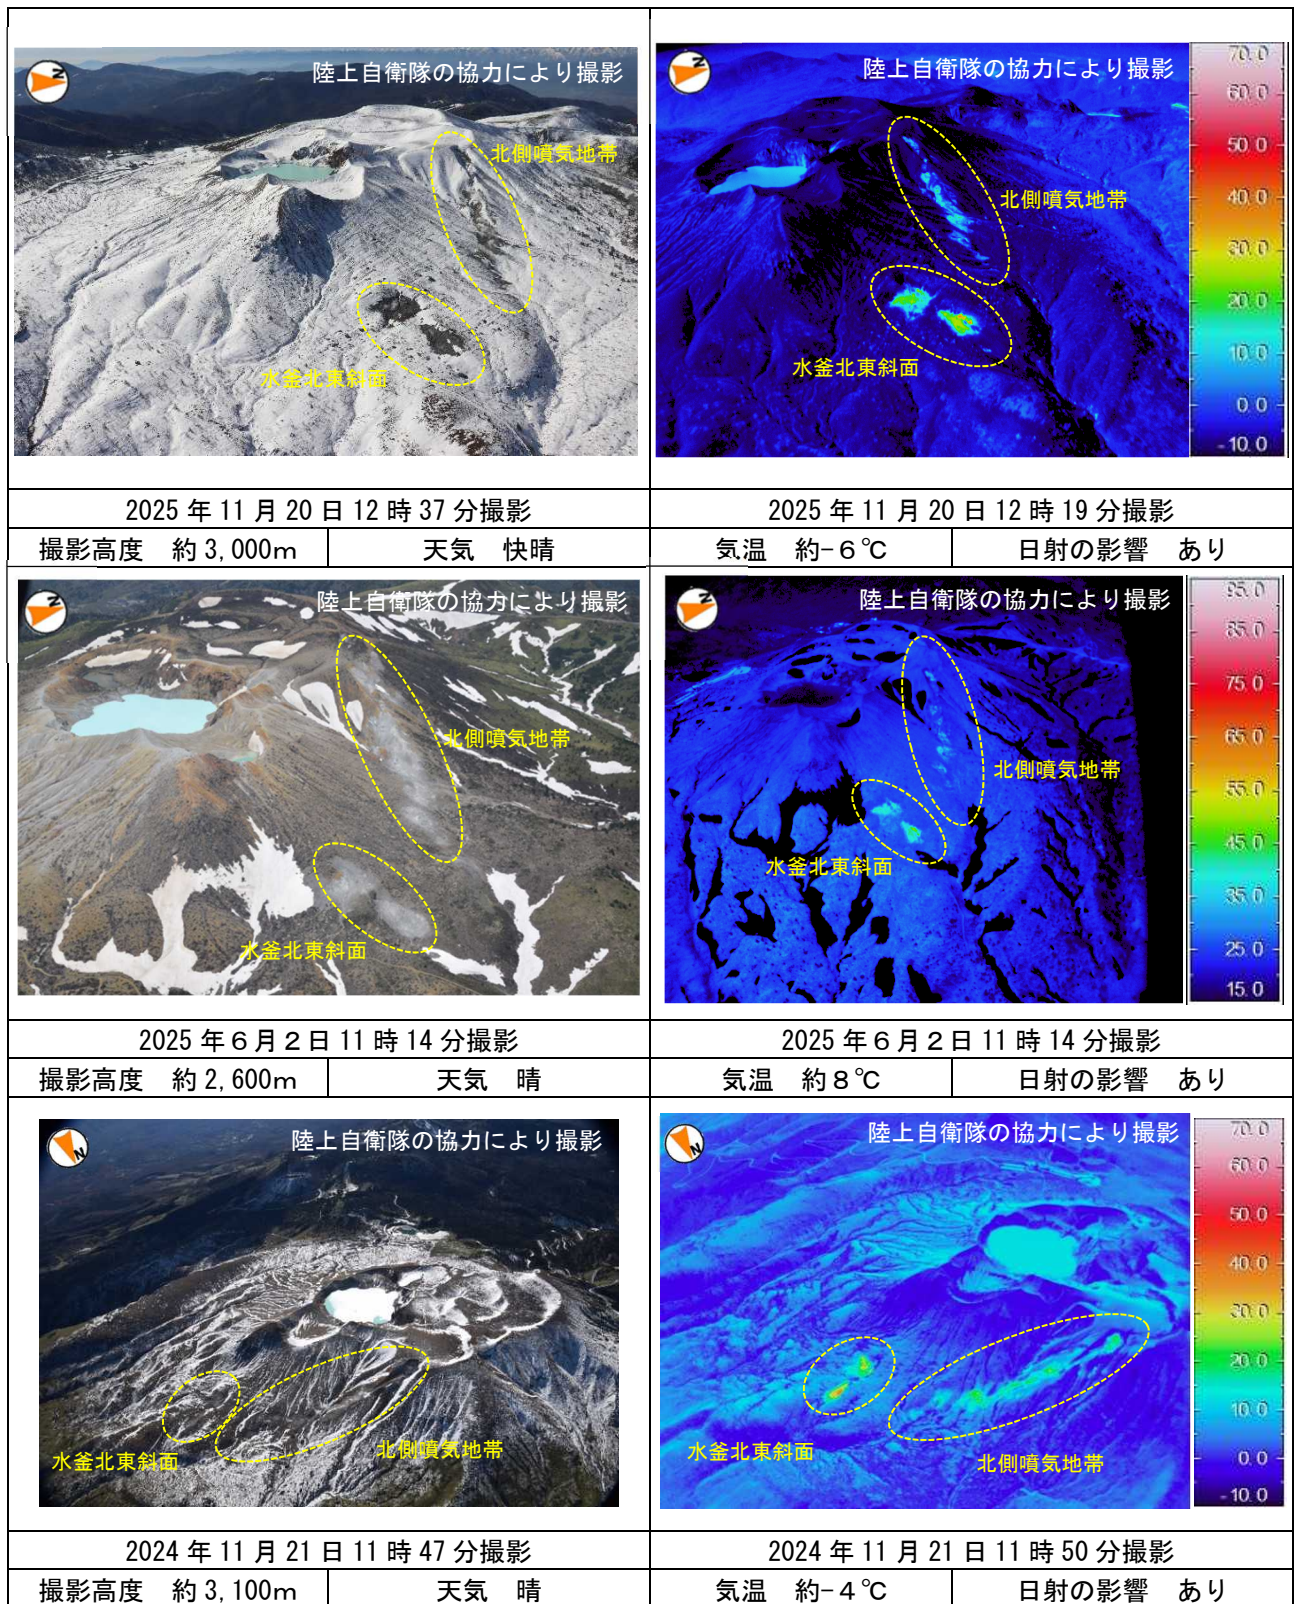 陸上自衛隊の協力により撮影
北側噴気地帯
水釜北東斜面
N
陸上自衛隊の協力により撮影
北側噴気地帯
水釜北東斜面
N
70.0
60.0
50.0
40.0
30.0
20.0
10.0
0.0
-10.0
2025年11月20日12時37分撮影
2025年11月20日12時19分撮影
撮影高度 約3,000m 天気 快晴
気温 約-6℃ 日射の影響 あり
陸上自衛隊の協力により撮影
北側噴気地帯
水釜北東斜面
N
陸上自衛隊の協力により撮影
北側噴気地帯
水釜北東斜面
N
95.0
85.0
75.0
65.0
55.0
45.0
35.0
25.0
15.0
2025年6月2日11時14分撮影
2025年6月2日11時14分撮影
撮影高度 約2,600m 天気 晴
気温 約8℃ 日射の影響 あり
陸上自衛隊の協力により撮影
水釜北東斜面
北側噴気地帯
N
陸上自衛隊の協力により撮影
水釜北東斜面
北側噴気地帯
N
70.0
60.0
50.0
40.0
30.0
20.0
10.0
0.0
-10.0
2024年11月21日11時47分撮影
2024年11月21日11時50分撮影
撮影高度 約3,100m 天気 晴
気温 約-4℃ 日射の影響 あり